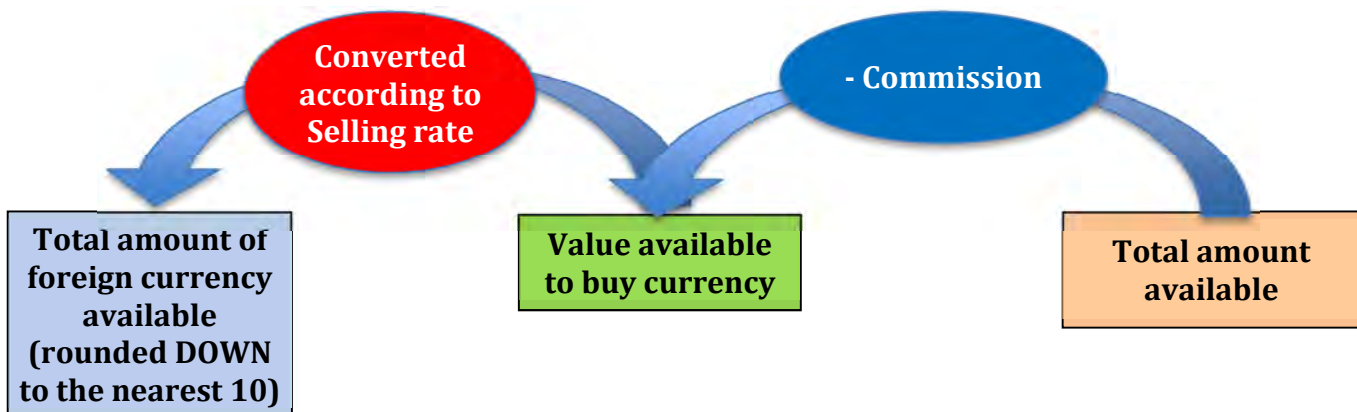 Converted
according to
Selling rate
- Commission
Total amount of
foreign currency
available
(rounded DOWN
to the nearest 10)
Value available
to buy currency
Total amount
available